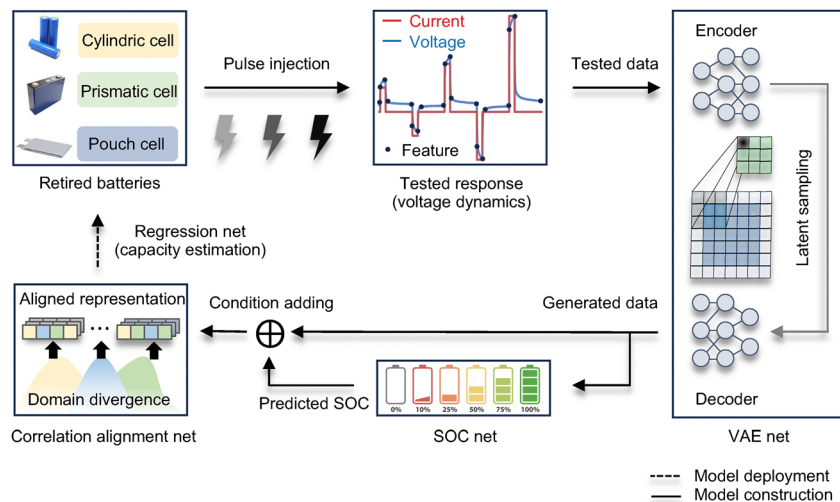 Cylindric cell
Prismatic cell
Pouch cell
Retired batteries
Pulse injection
Current
Voltage
Feature
Tested response
(voltage dynamics)
Tested data
Encoder
Latent sampling
Decoder
VAE net
Regression net
(capacity estimation)
Aligned representation
Domain divergence
Correlation alignment net
Condition adding
Generated data
Predicted SOC
0% 10% 25% 50% 75% 100%
SOC net
Model deployment
Model construction